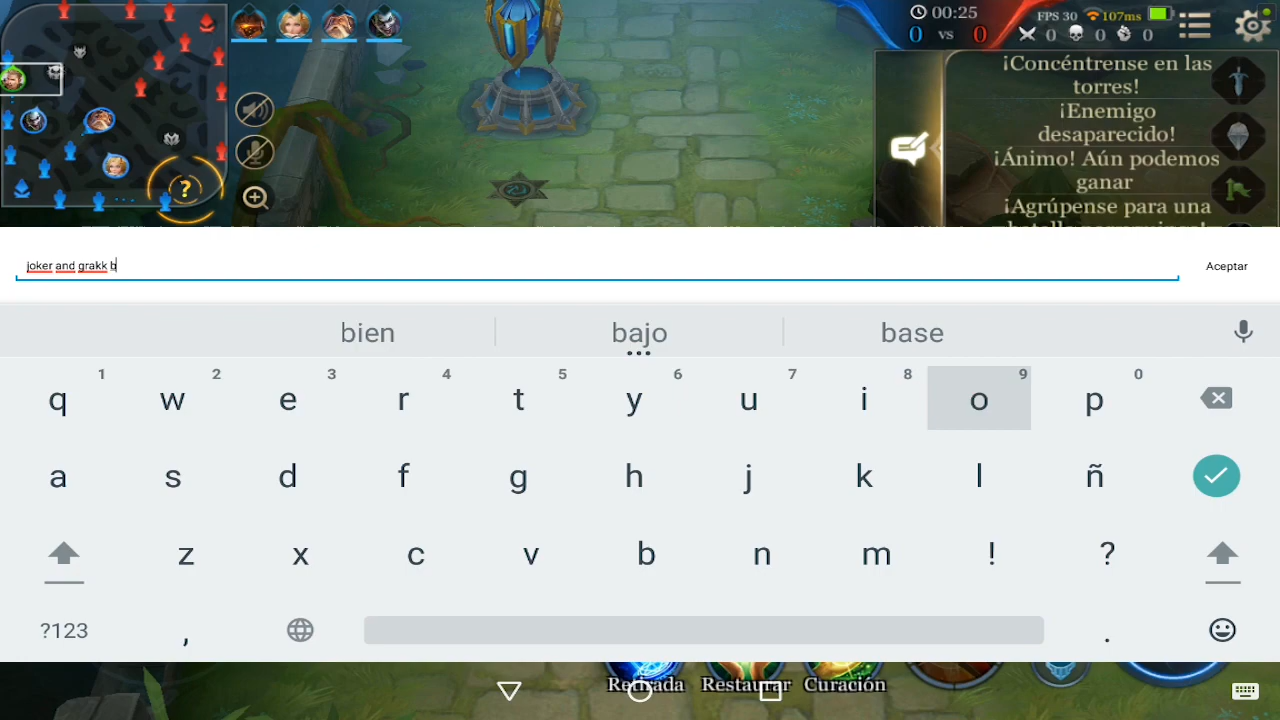 00:25
FPS 30 107ms
0 vs 0 0 0 0
¡Concéntrense en las
torres!
¡Enemigo
desaparecido!
¡Ánimo! Aún podemos
ganar
¡Agrúpense para una
?
joker and grakk b
Aceptar
bien bajo base
1 2 3 4 5 6 7 8 9 0
q w e r t y u i o p
a s d f g h j k l ñ
z x c v b n m ! ?
?123 , .
Retirada Restaurar Curación